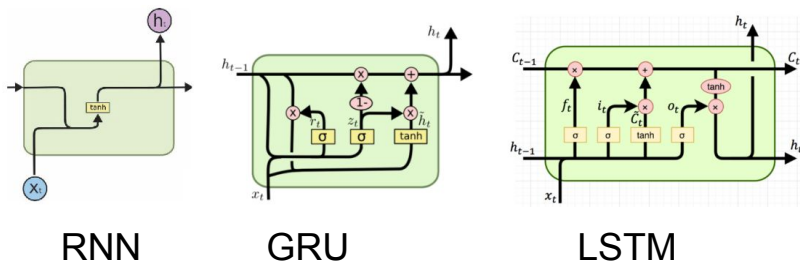 hₜ
tanh
xₜ
RNN
hₜ
hₜ₋₁
x
+
1-
x
rₜ
zₜ
x
h̃ₜ
σ
σ
tanh
xₜ
GRU
hₜ
Cₜ₋₁
×
+
Cₜ
tanh
fₜ
iₜ
×
C̃ₜ
oₜ
×
σ
σ
tanh
σ
hₜ₋₁
hₜ
xₜ
LSTM